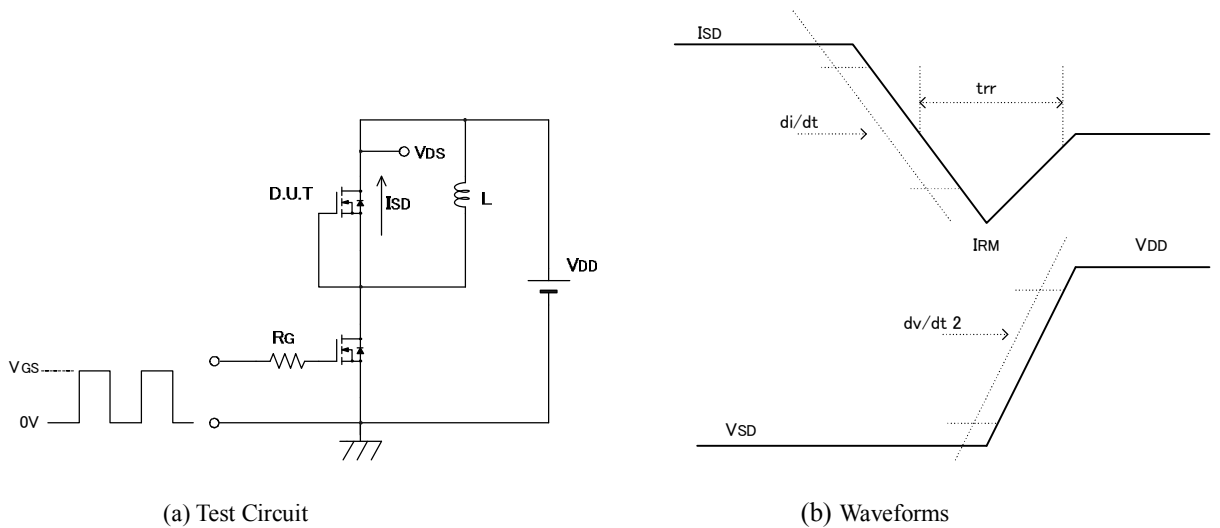 VDS
D.U.T
ISD
L
VDD
RG
VGS
0V
(a) Test Circuit
ISD
trr
di/dt
IRM
VDD
dv/dt 2
VSD
(b) Waveforms